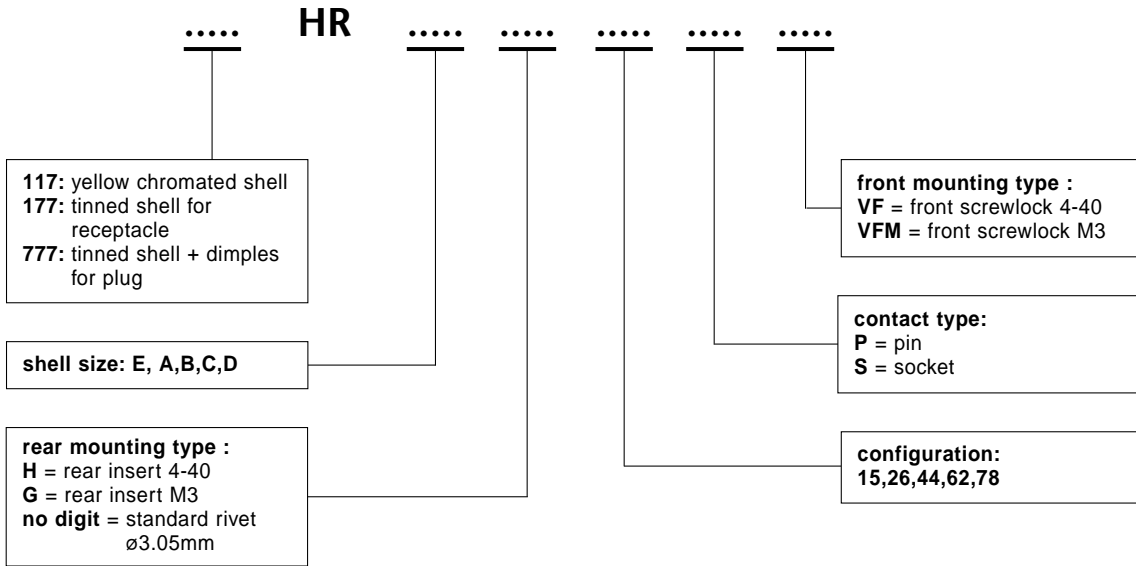 ..... HR ..... ..... ..... ..... .....
117: yellow chromated shell
177: tinned shell for
receptacle
777: tinned shell + dimples
for plug
shell size: E, A,B,C,D
rear mounting type :
H = rear insert 4-40
G = rear insert M3
no digit = standard rivet
ø3.05mm
front mounting type :
VF = front screwlock 4-40
VFM = front screwlock M3
contact type:
P = pin
S = socket
configuration:
15,26,44,62,78